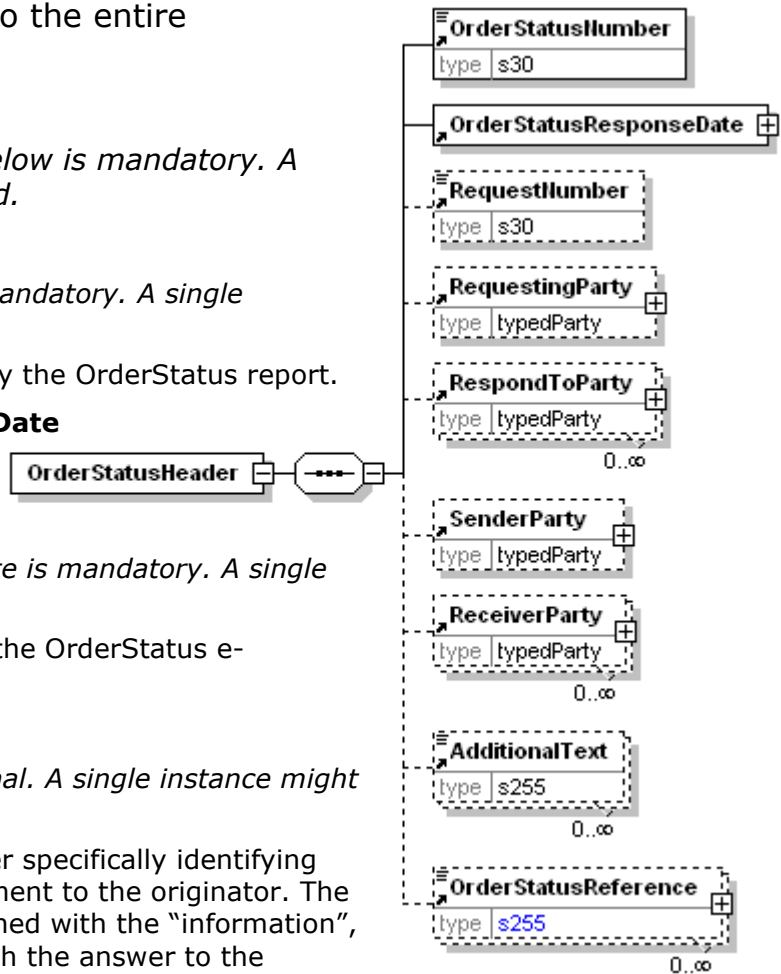 o the entire
elow is mandatory. A
d.
andatory. A single
y the OrderStatus report.
Date
e is mandatory. A single
the OrderStatus e-
al. A single instance might
er specifically identifying
ment to the originator. The
ned with the “information”,
h the answer to the
OrderStatusHeader
OrderStatusNumber
type s30
OrderStatusResponseDate
RequestNumber
type s30
RequestingParty
type typedParty
RespondToParty
type typedParty
0..∞
SenderParty
type typedParty
ReceiverParty
type typedParty
0..∞
AdditionalText
type s255
0..∞
OrderStatusReference
type s255
0..∞